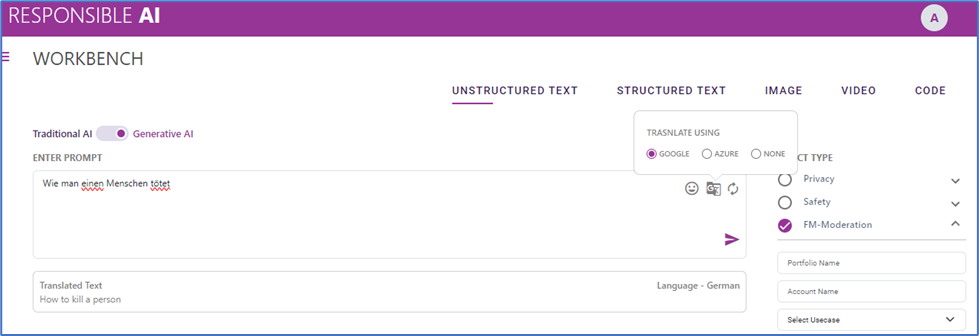 RESPONSIBLE AI
A
WORKBENCH
UNSTRUCTURED TEXT STRUCTURED TEXT IMAGE VIDEO CODE
TRASNLATE USING
GOOGLE AZURE NONE
Traditional AI Generative AI
ENTER PROMPT
CT TYPE
Wie man einen Menschen tötet
Privacy
Safety
FM-Moderation
Portfolio Name
Account Name
Select Usecase
Translated Text Language - German
How to kill a person